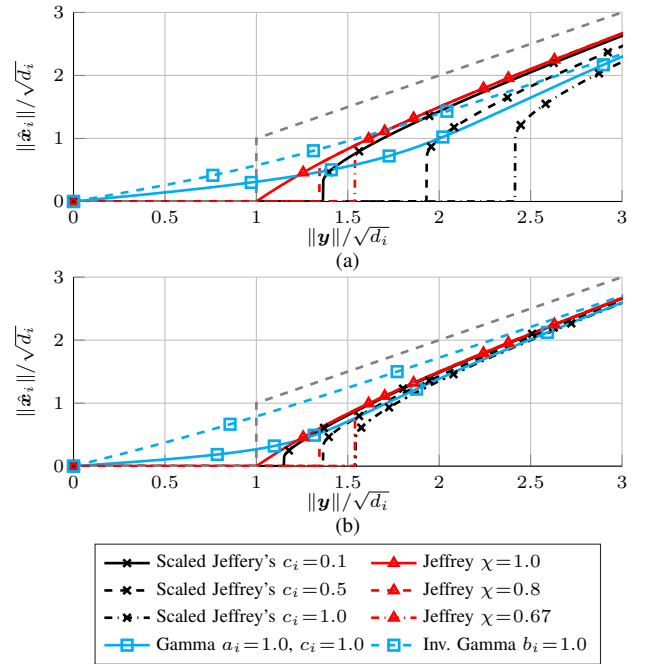 3
2
1
0
‖x̂ᵢ‖/√dᵢ
0 0.5 1 1.5 2 2.5 3
‖y‖/√dᵢ
(a)
3
2
1
0
‖x̂ᵢ‖/√dᵢ
0 0.5 1 1.5 2 2.5 3
‖y‖/√dᵢ
(b)
Scaled Jeffery's cᵢ=0.1 Jeffrey χ=1.0
Scaled Jeffrey's cᵢ=0.5 Jeffrey χ=0.8
Scaled Jeffrey's cᵢ=1.0 Jeffrey χ=0.67
Gamma aᵢ=1.0, cᵢ=1.0 Inv. Gamma bᵢ=1.0